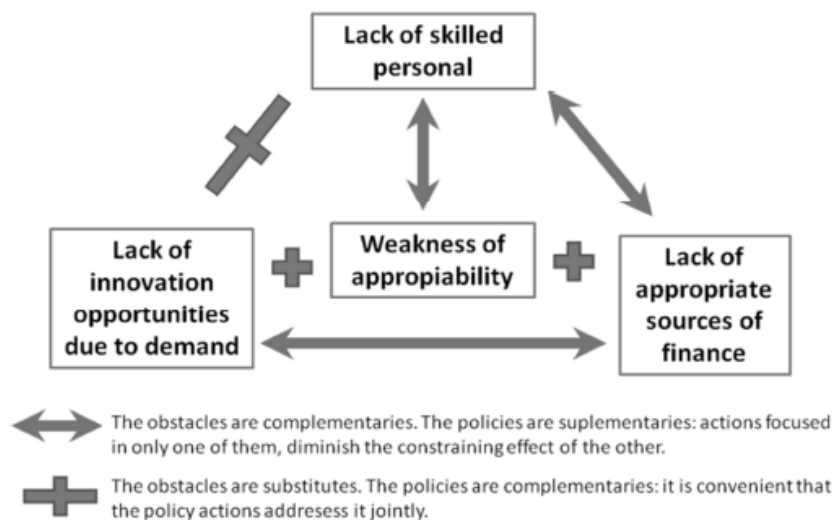 Lack of skilled
personal
Lack of
innovation
opportunities
due to demand
Weakness of
appropiability
Lack of
appropriate
sources of
finance
The obstacles are complementaries. The policies are suplementaries: actions focused
in only one of them, diminish the constraining effect of the other.
The obstacles are substitutes. The policies are complementaries: it is convenient that
the policy actions addresess it jointly.